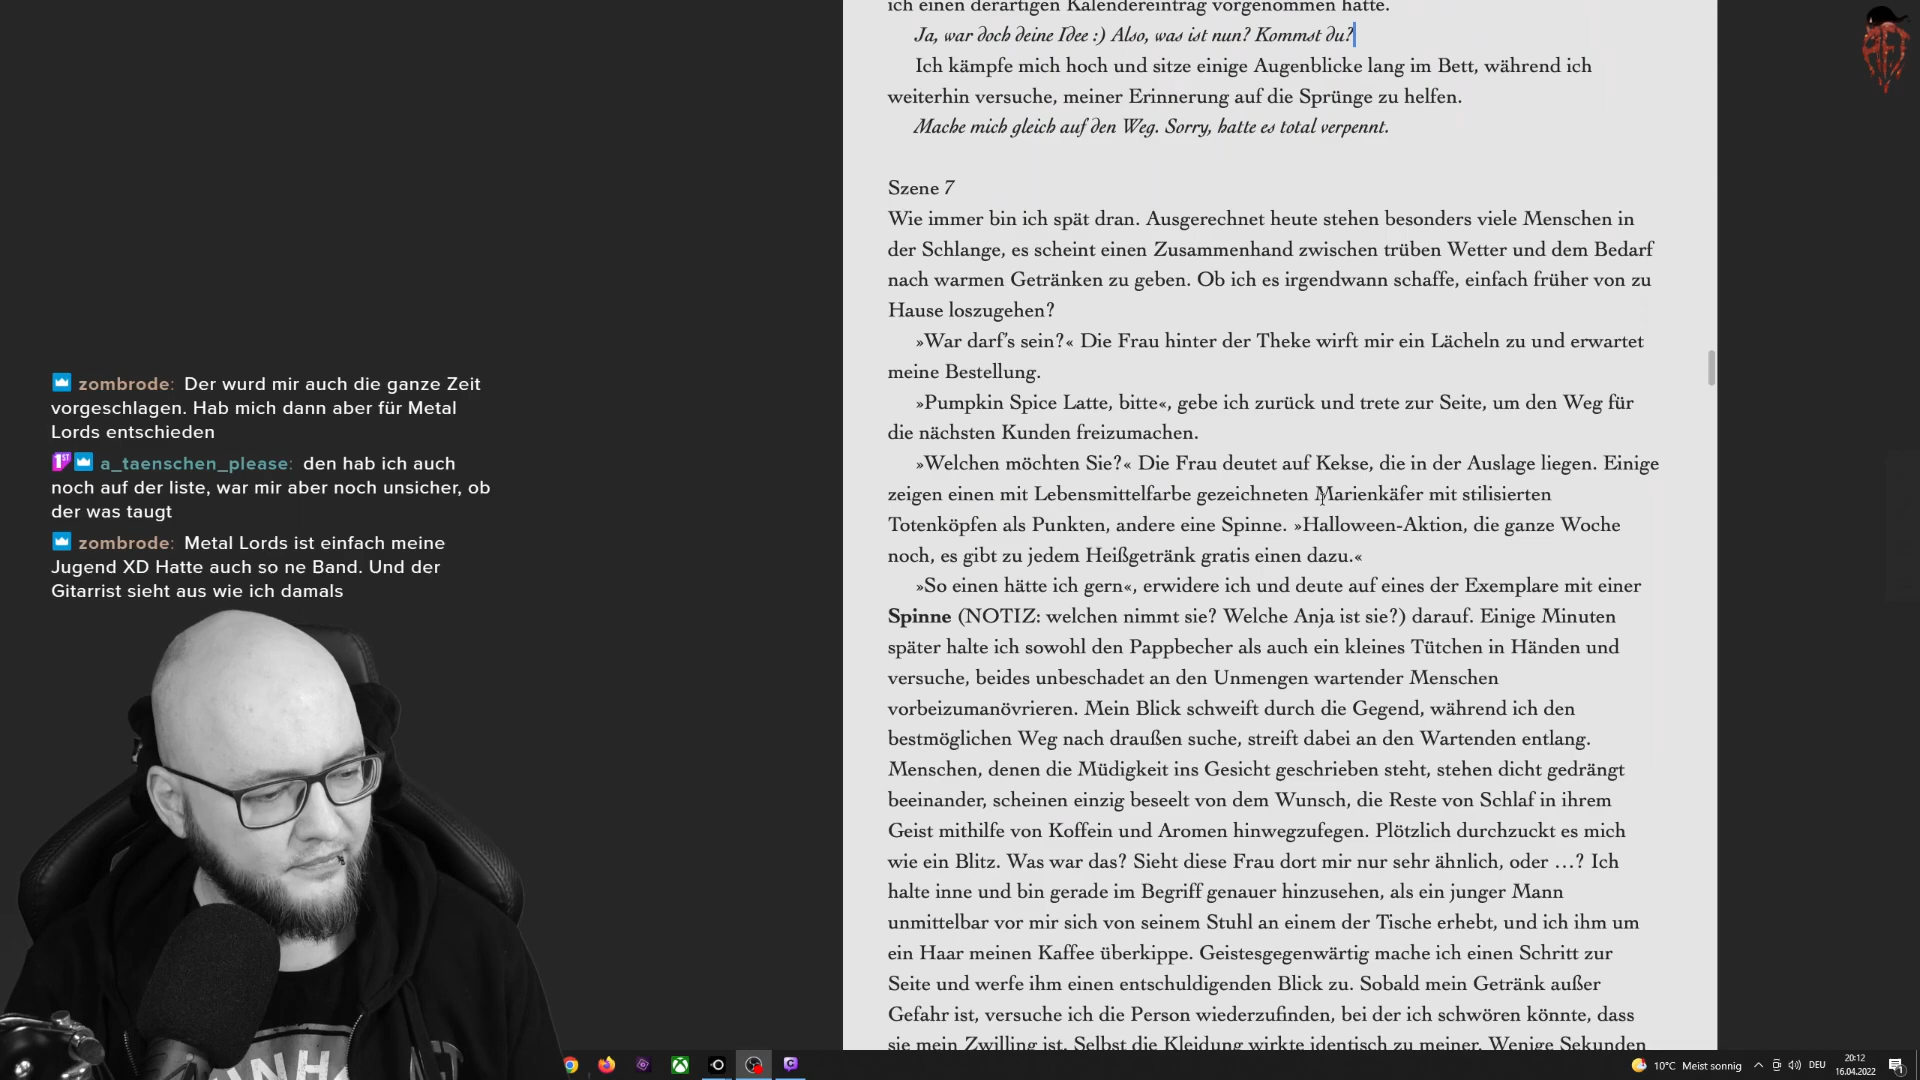 ich einen derartigen Kalendereintrag vorgenommen hatte.
Ja, war doch deine Idee :) Also, was ist nun? Kommst du?
Ich kämpfe mich hoch und sitze einige Augenblicke lang im Bett, während ich
weiterhin versuche, meiner Erinnerung auf die Sprünge zu helfen.
Mache mich gleich auf den Weg. Sorry, hatte es total verpennt.
Szene 7
Wie immer bin ich spät dran. Ausgerechnet heute stehen besonders viele Menschen in
der Schlange, es scheint einen Zusammenhand zwischen trüben Wetter und dem Bedarf
nach warmen Getränken zu geben. Ob ich es irgendwann schaffe, einfach früher von zu
Hause loszugehen?
»War darf's sein?« Die Frau hinter der Theke wirft mir ein Lächeln zu und erwartet
meine Bestellung.
»Pumpkin Spice Latte, bitte«, gebe ich zurück und trete zur Seite, um den Weg für
die nächsten Kunden freizumachen.
»Welchen möchten Sie?« Die Frau deutet auf Kekse, die in der Auslage liegen. Einige
zeigen einen mit Lebensmittelfarbe gezeichneten Marienkäfer mit stilisierten
Totenköpfen als Punkten, andere eine Spinne. »Halloween-Aktion, die ganze Woche
noch, es gibt zu jedem Heißgetränk gratis einen dazu.«
»So einen hätte ich gern«, erwidere ich und deute auf eines der Exemplare mit einer
Spinne (NOTIZ: welchen nimmt sie? Welche Anja ist sie?) darauf. Einige Minuten
später halte ich sowohl den Pappbecher als auch ein kleines Tütchen in Händen und
versuche, beides unbeschadet an den Unmengen wartender Menschen
vorbeizumanövrieren. Mein Blick schweift durch die Gegend, während ich den
bestmöglichen Weg nach draußen suche, streift dabei an den Wartenden entlang.
Menschen, denen die Müdigkeit ins Gesicht geschrieben steht, stehen dicht gedrängt
beeinander, scheinen einzig beseelt von dem Wunsch, die Reste von Schlaf in ihrem
Geist mithilfe von Koffein und Aromen hinwegzufegen. Plötzlich durchzuckt es mich
wie ein Blitz. Was war das? Sieht diese Frau dort mir nur sehr ähnlich, oder …? Ich
halte inne und bin gerade im Begriff genauer hinzusehen, als ein junger Mann
unmittelbar vor mir sich von seinem Stuhl an einem der Tische erhebt, und ich ihm um
ein Haar meinen Kaffee überkippe. Geistesgegenwärtig mache ich einen Schritt zur
Seite und werfe ihm einen entschuldigenden Blick zu. Sobald mein Getränk außer
Gefahr ist, versuche ich die Person wiederzufinden, bei der ich schwören könnte, dass
sie mein Zwilling ist. Selbst die Kleidung wirkte identisch zu meiner. Wenige Sekunden
zombrode: Der wurd mir auch die ganze Zeit
vorgeschlagen. Hab mich dann aber für Metal
Lords entschieden
1ST a_taenschen_please: den hab ich auch
noch auf der liste, war mir aber noch unsicher, ob
der was taugt
zombrode: Metal Lords ist einfach meine
Jugend XD Hatte auch so ne Band. Und der
Gitarrist sieht aus wie ich damals
10°C Meist sonnig
DEU
20:12
16.04.2022